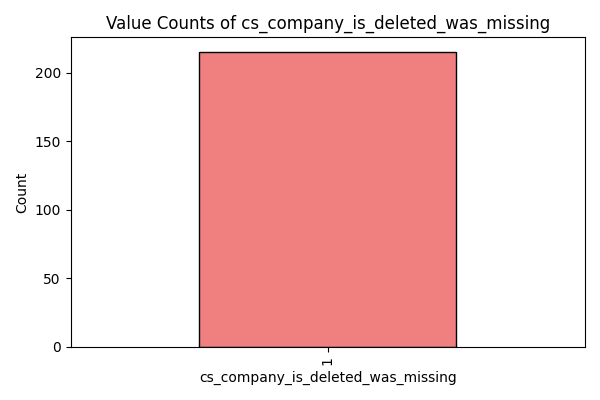 Value Counts of cs_company_is_deleted_was_missing
200
150
100
50
0
Count
1
cs_company_is_deleted_was_missing